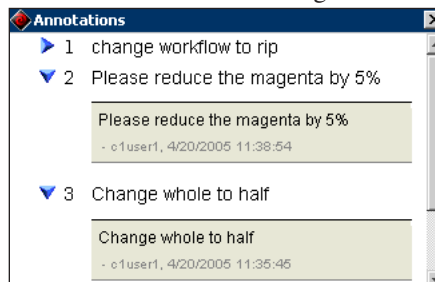 Annotations
1 change workflow to rip
2 Please reduce the magenta by 5%
Please reduce the magenta by 5%
- c1user1, 4/20/2005 11:38:54
3 Change whole to half
Change whole to half
- c1user1, 4/20/2005 11:35:45